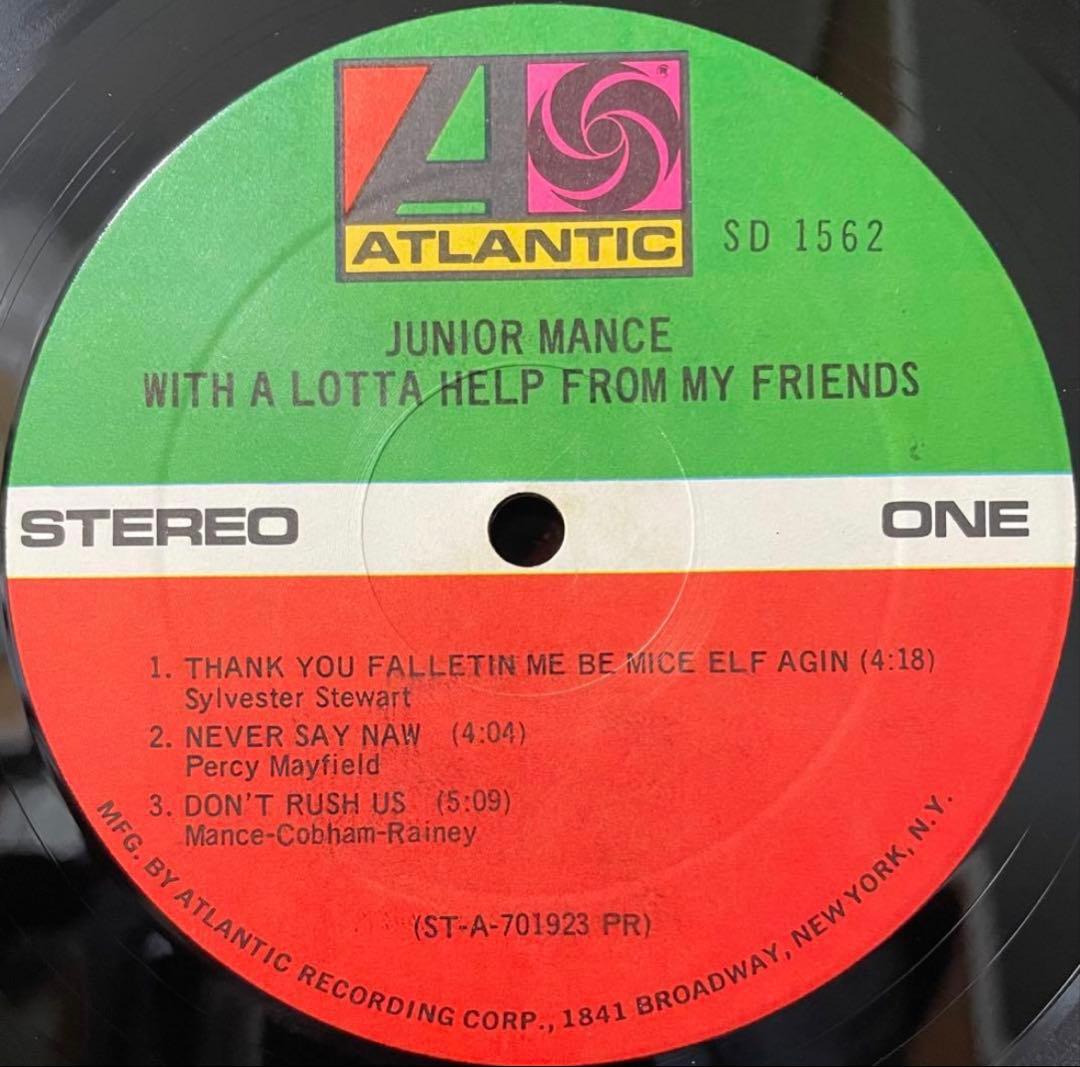 A
®
ATLANTIC
SD 1562
JUNIOR MANCE
WITH A LOTTA HELP FROM MY FRIENDS
STEREO
ONE
1. THANK YOU FALLETIN ME BE MICE ELF AGIN (4:18)
Sylvester Stewart
2. NEVER SAY NAW (4:04)
Percy Mayfield
3. DON'T RUSH US (5:09)
Mance-Cobham-Rainey
(ST-A-701923 PR)
MFG. BY ATLANTIC RECORDING CORP., 1841 BROADWAY, NEW YORK, N.Y.